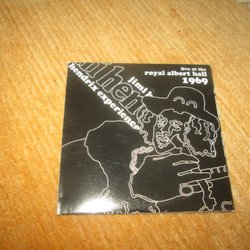 live at the
royal albert hall
1969
jimi
hendrix experience